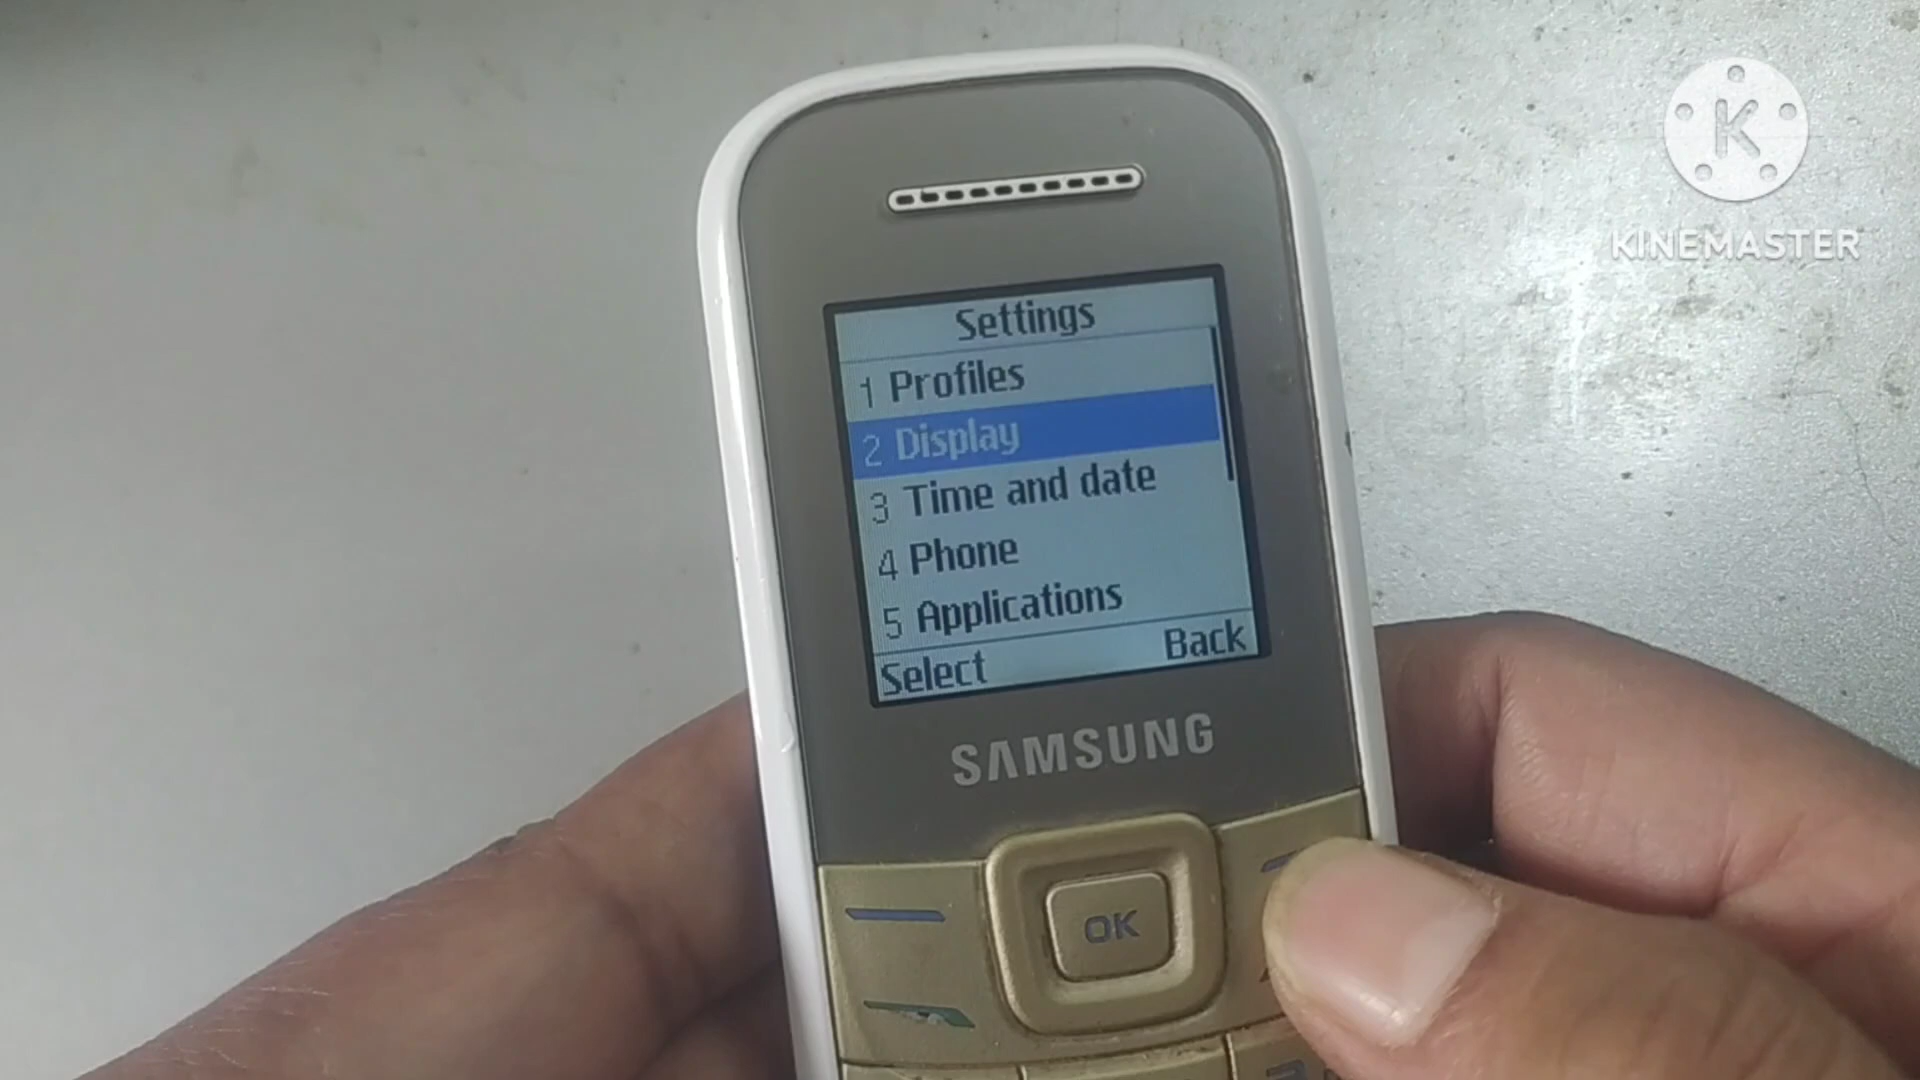 K
KINEMASTER
Settings
1 Profiles
2 Display
3 Time and date
4 Phone
5 Applications
Select Back
SAMSUNG
OK